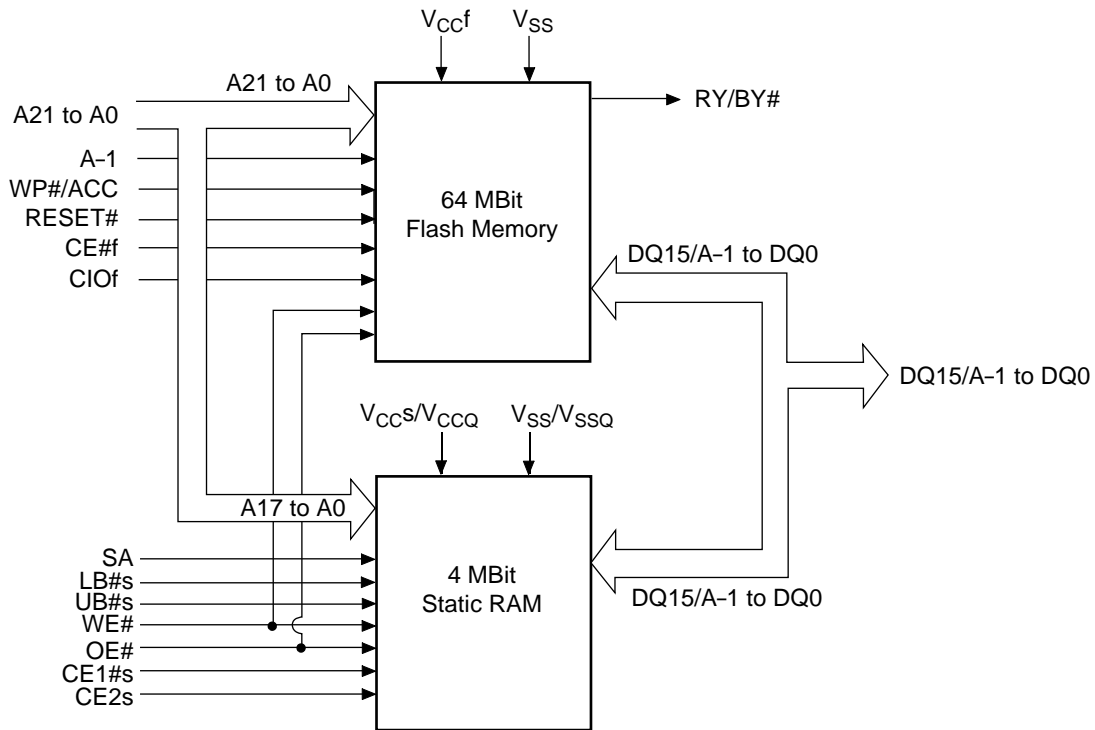 VCCf
VSS
A21 to A0
A21 to A0
RY/BY#
A–1
WP#/ACC
RESET#
CE#f
CIOf
64 MBit
Flash Memory
DQ15/A–1 to DQ0
DQ15/A–1 to DQ0
VCCs/VCCQ
VSS/VSSQ
A17 to A0
SA
LB#s
UB#s
WE#
OE#
CE1#s
CE2s
4 MBit
Static RAM
DQ15/A–1 to DQ0